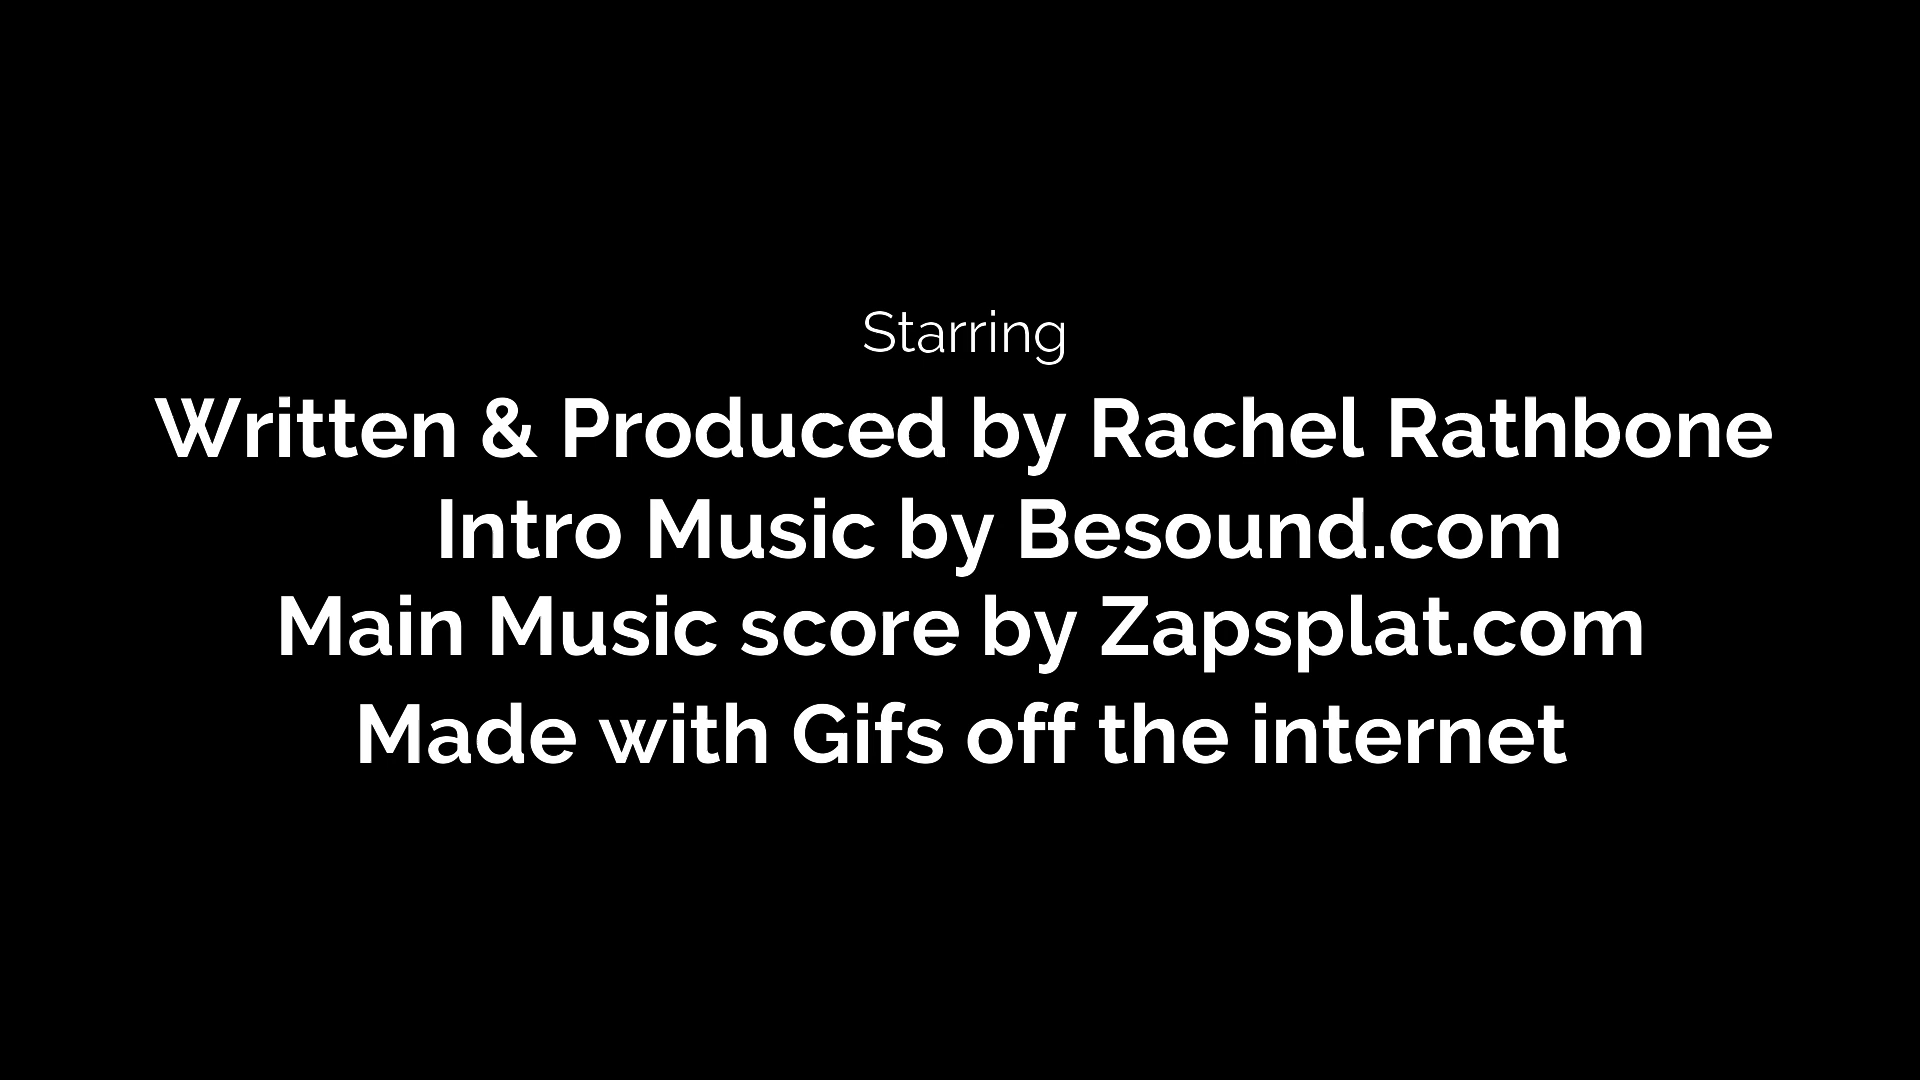 Starring
Written & Produced by Rachel Rathbone
Intro Music by Besound.com
Main Music score by Zapsplat.com
Made with Gifs off the internet